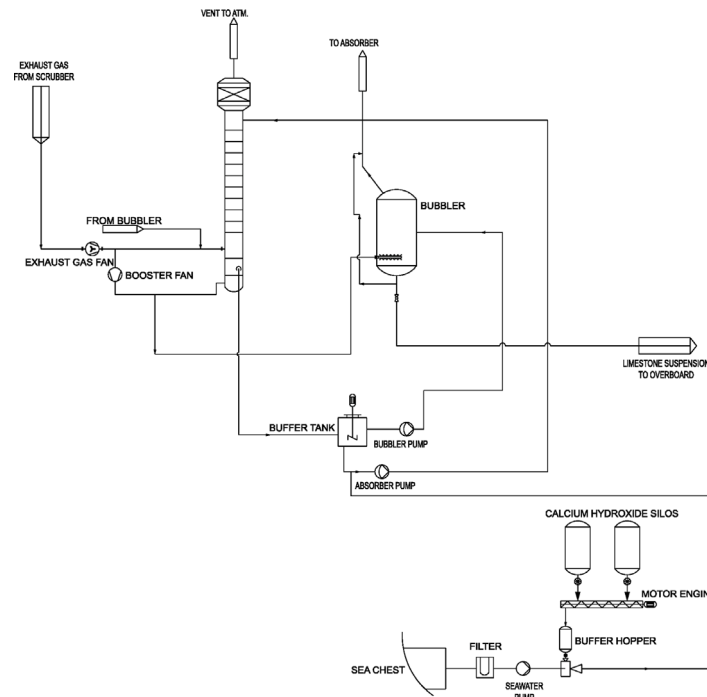 VENT TO ATM.
EXHAUST GAS
FROM SCRUBBER
TO ABSORBER
BUBBLER
FROM BUBBLER
EXHAUST GAS FAN
BOOSTER FAN
LIMESTONE SUSPENSION
TO OVERBOARD
BUFFER TANK
BUBBLER PUMP
ABSORBER PUMP
CALCIUM HYDROXIDE SILOS
MOTOR ENGIN
BUFFER HOPPER
FILTER
SEA CHEST
SEAWATER
PUMP